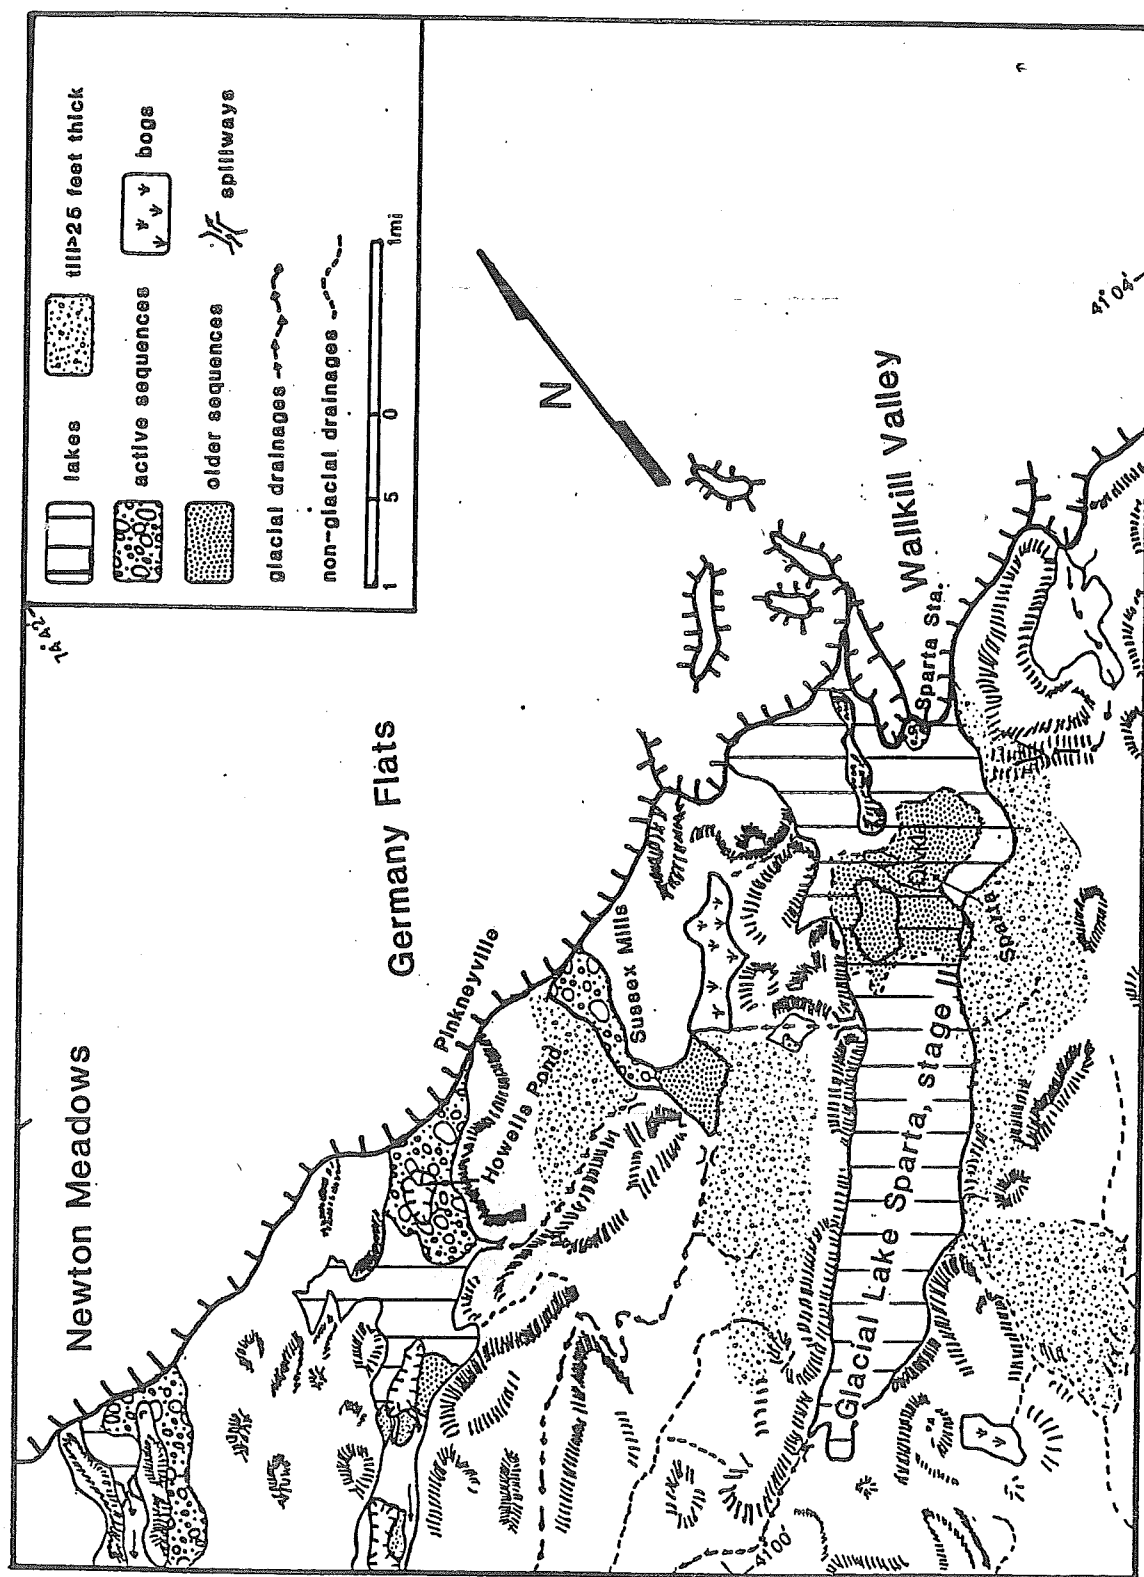 lakes
till>25 feet thick
active sequences
bogs
older sequences
spillways
glacial drainages
non-glacial drainages
1
5
0
1mi
74°42'
N
41°04'
Newton Meadows
Germany Flats
Wallkill Valley
Pinkneyville
Howells Pond
Sussex Mills
Sparta Sta.
Sparta
Glacial Lake Sparta, stage II
41°00'